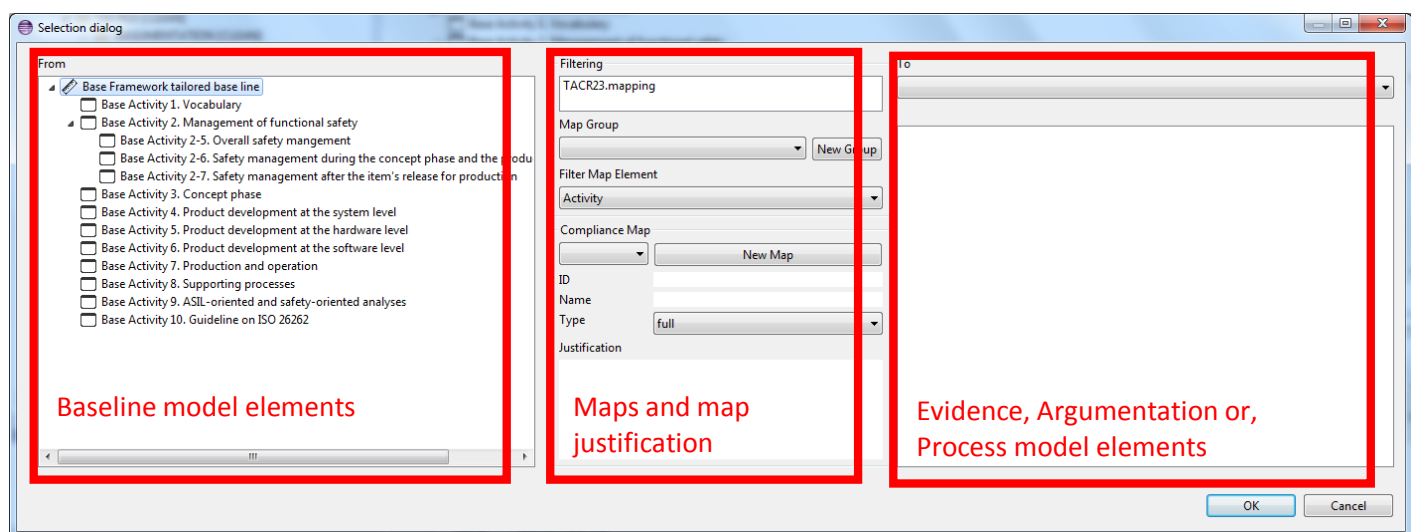 Selection dialog
From
Base Framework tailored base line
Base Activity 1. Vocabulary
Base Activity 2. Management of functional safety
Base Activity 2-5. Overall safety mangement
Base Activity 2-6. Safety management during the concept phase and the produ
Base Activity 2-7. Safety management after the item's release for production
Base Activity 3. Concept phase
Base Activity 4. Product development at the system level
Base Activity 5. Product development at the hardware level
Base Activity 6. Product development at the software level
Base Activity 7. Production and operation
Base Activity 8. Supporting processes
Base Activity 9. ASIL-oriented and safety-oriented analyses
Base Activity 10. Guideline on ISO 26262
Baseline model elements
Filtering
TACR23.mapping
Map Group
New Group
Filter Map Element
Activity
Compliance Map
New Map
ID
Name
Type
full
Justification
Maps and map
justification
To
Evidence, Argumentation or,
Process model elements
OK
Cancel